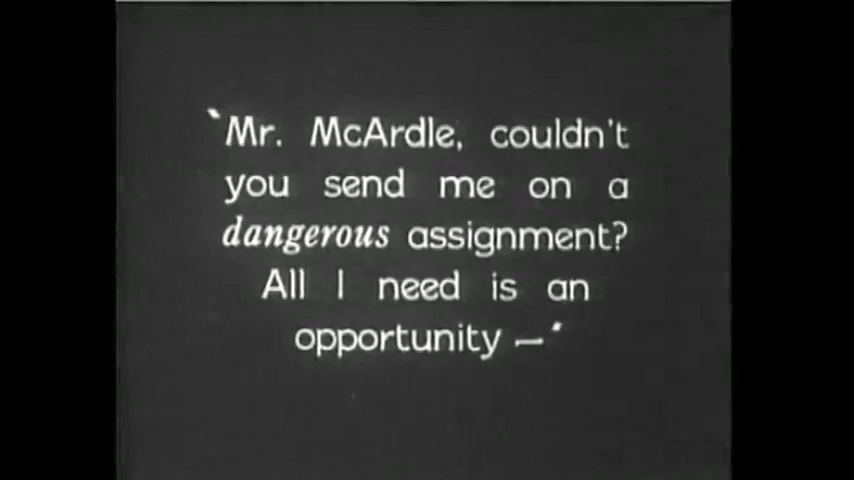 ‛Mr. McArdle, couldn't
you send me on a
dangerous assignment?
All I need is an
opportunity —'